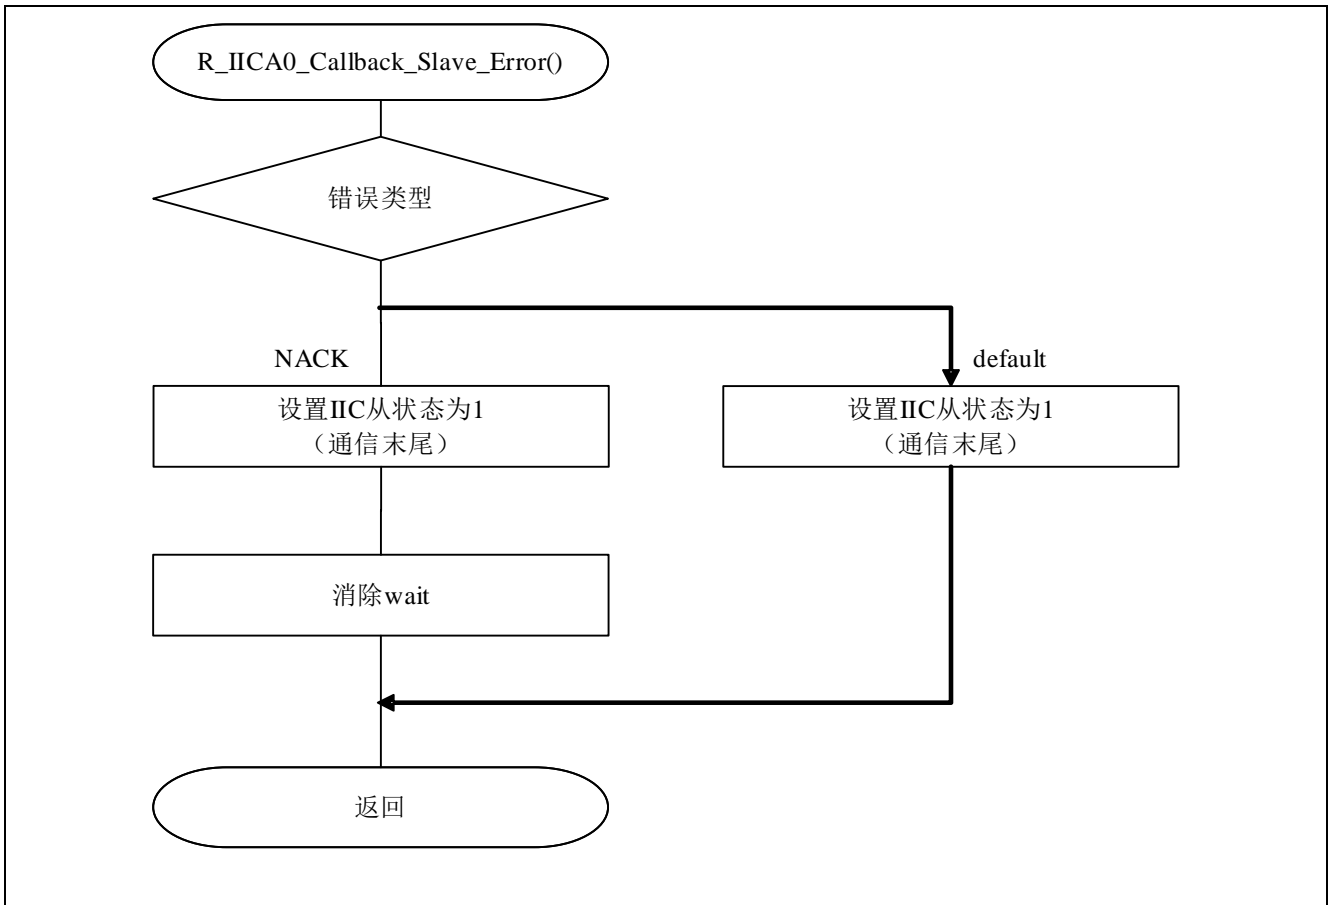 R_IICA0_Callback_Slave_Error()
错误类型
NACK
default
设置IIC从状态为1
（通信末尾）
设置IIC从状态为1
（通信末尾）
消除wait
返回